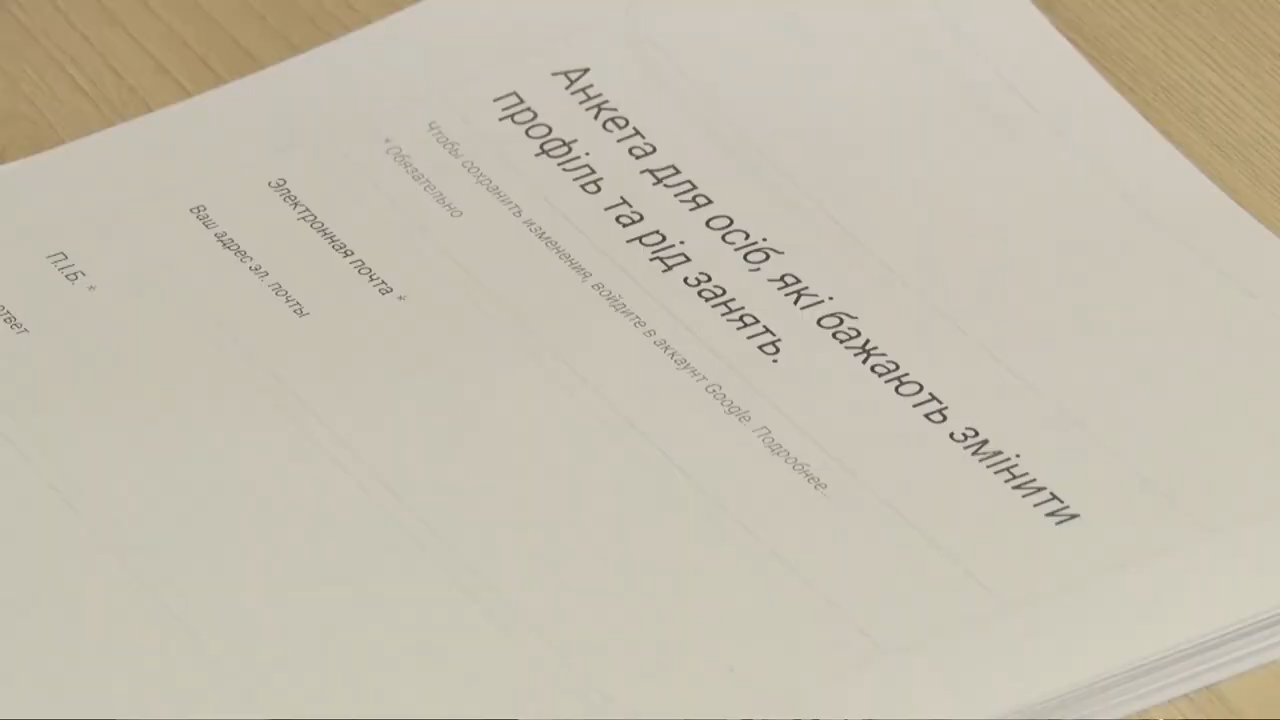 Анкета для осіб, які бажають змінити
профіль та рід занять.
Чтобы сохранить изменения, войдите в аккаунт Google. Подробнее…
* Обязательно
Электронная почта *
Ваш адрес эл. почты
П.І.Б. *
ответ